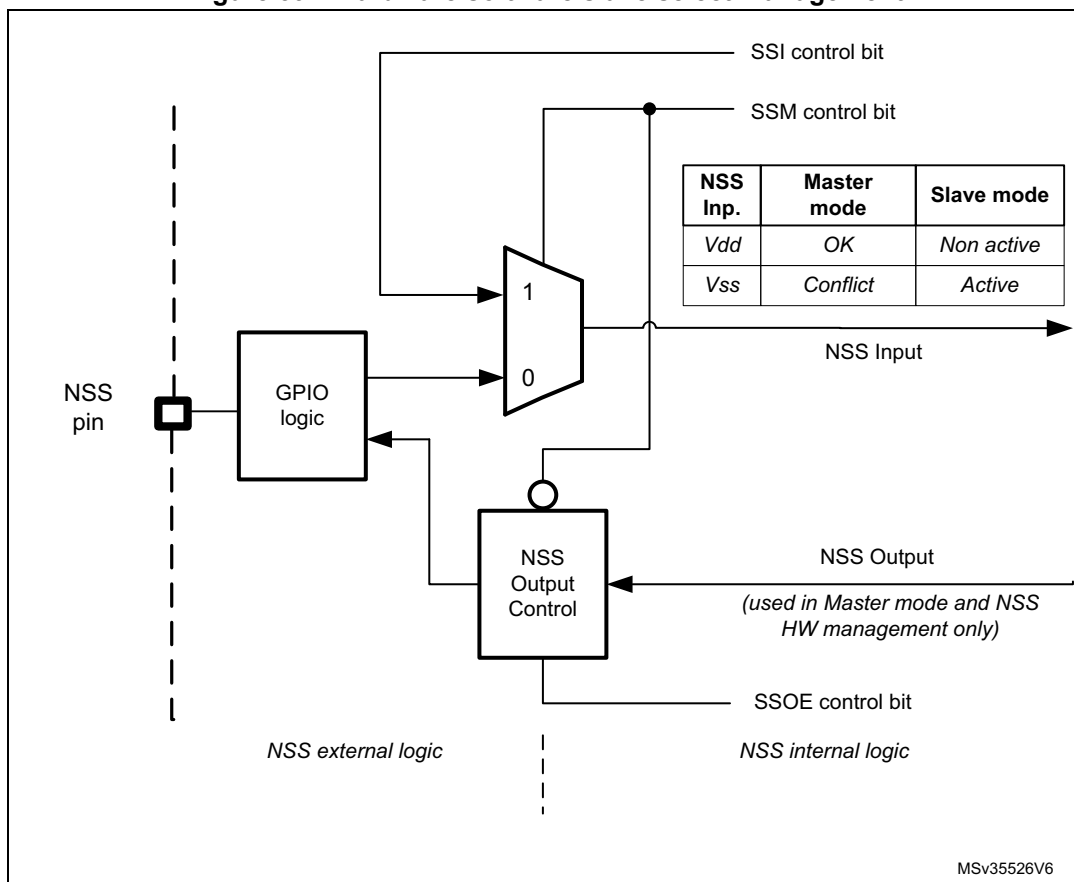 SSI control bit
SSM control bit
NSS Inp.
Master mode
Slave mode
Vdd
OK
Non active
Vss
Conflict
Active
1
0
NSS Input
NSS
pin
GPIO
logic
NSS
Output
Control
NSS Output
(used in Master mode and NSS
HW management only)
SSOE control bit
NSS external logic
NSS internal logic
MSv35526V6